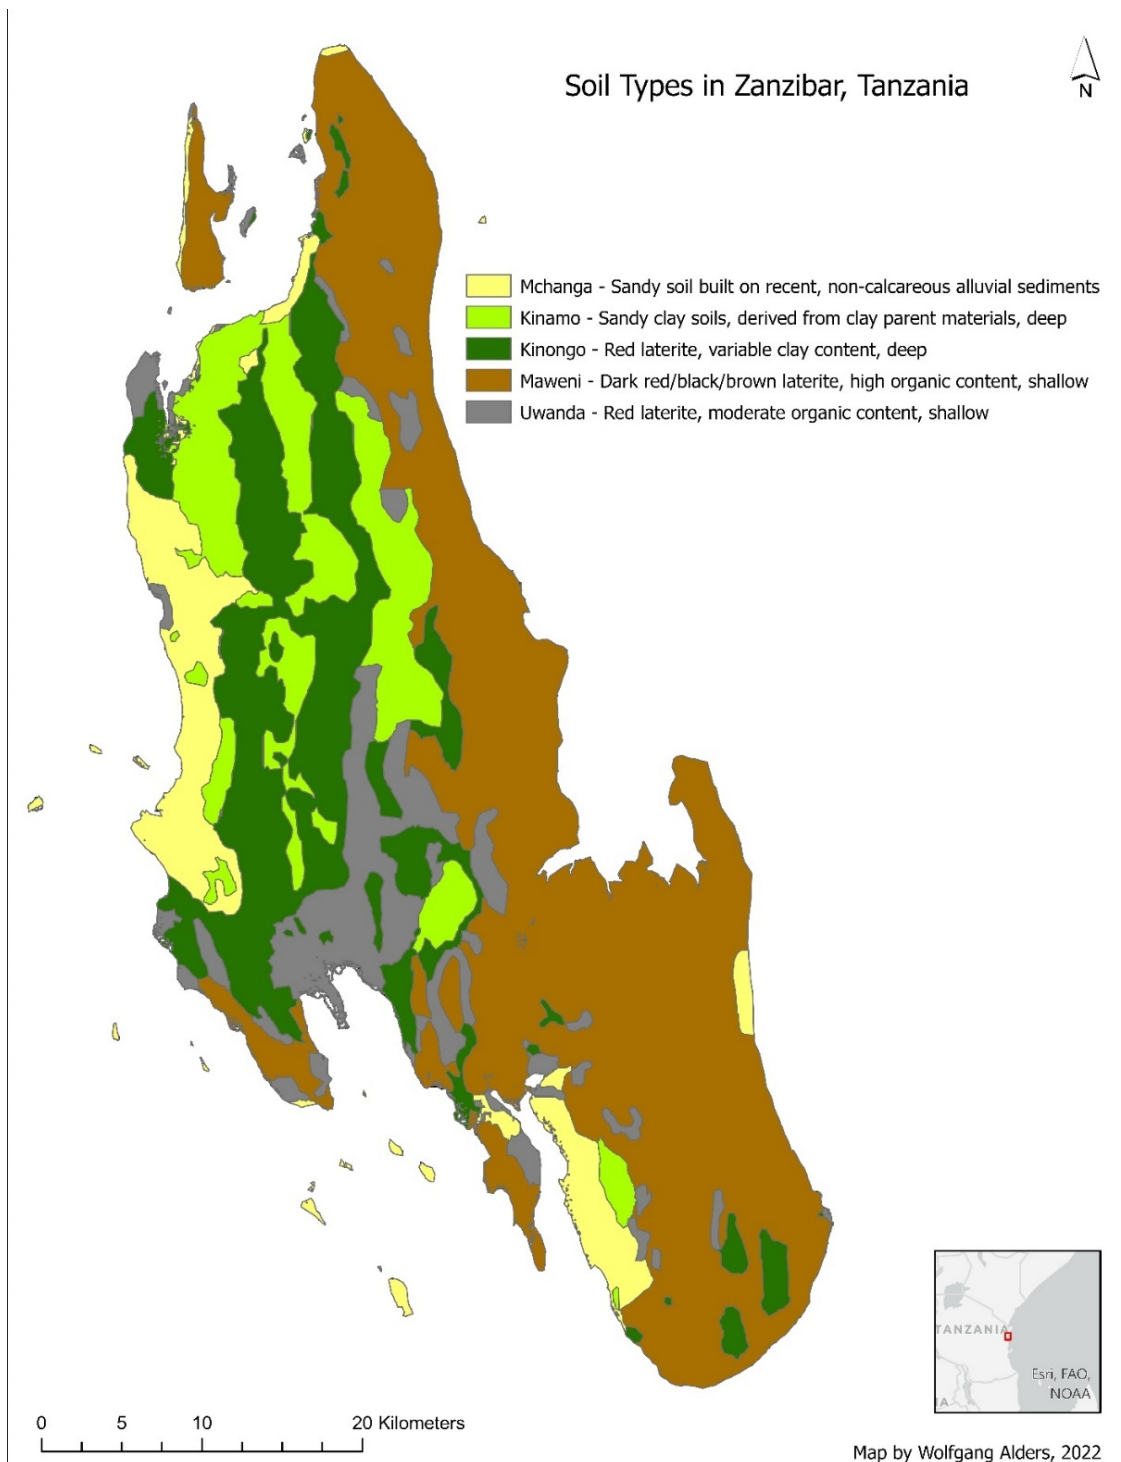 Soil Types in Zanzibar, Tanzania
N
Mchanga - Sandy soil built on recent, non-calcareous alluvial sediments
Kinamo - Sandy clay soils, derived from clay parent materials, deep
Kinongo - Red laterite, variable clay content, deep
Maweni - Dark red/black/brown laterite, high organic content, shallow
Uwanda - Red laterite, moderate organic content, shallow
TANZANIA
Esri, FAO,
NOAA
IA
0 5 10 20 Kilometers
Map by Wolfgang Alders, 2022